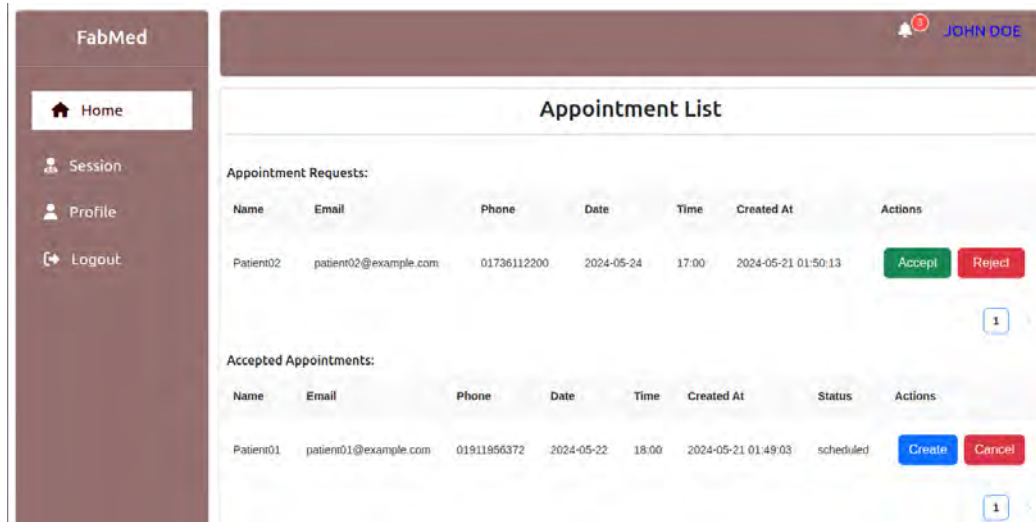 FabMed
3
JOHN DOE
Home
Appointment List
Session
Appointment Requests:
Profile
Name Email Phone Date Time Created At Actions
Logout
Patient02 patient02@example.com 01736112200 2024-05-24 17:00 2024-05-21 01:50:13 Accept Reject
1
Accepted Appointments:
Name Email Phone Date Time Created At Status Actions
Patient01 patient01@example.com 01911956372 2024-05-22 18:00 2024-05-21 01:49:03 scheduled Create Cancel
1